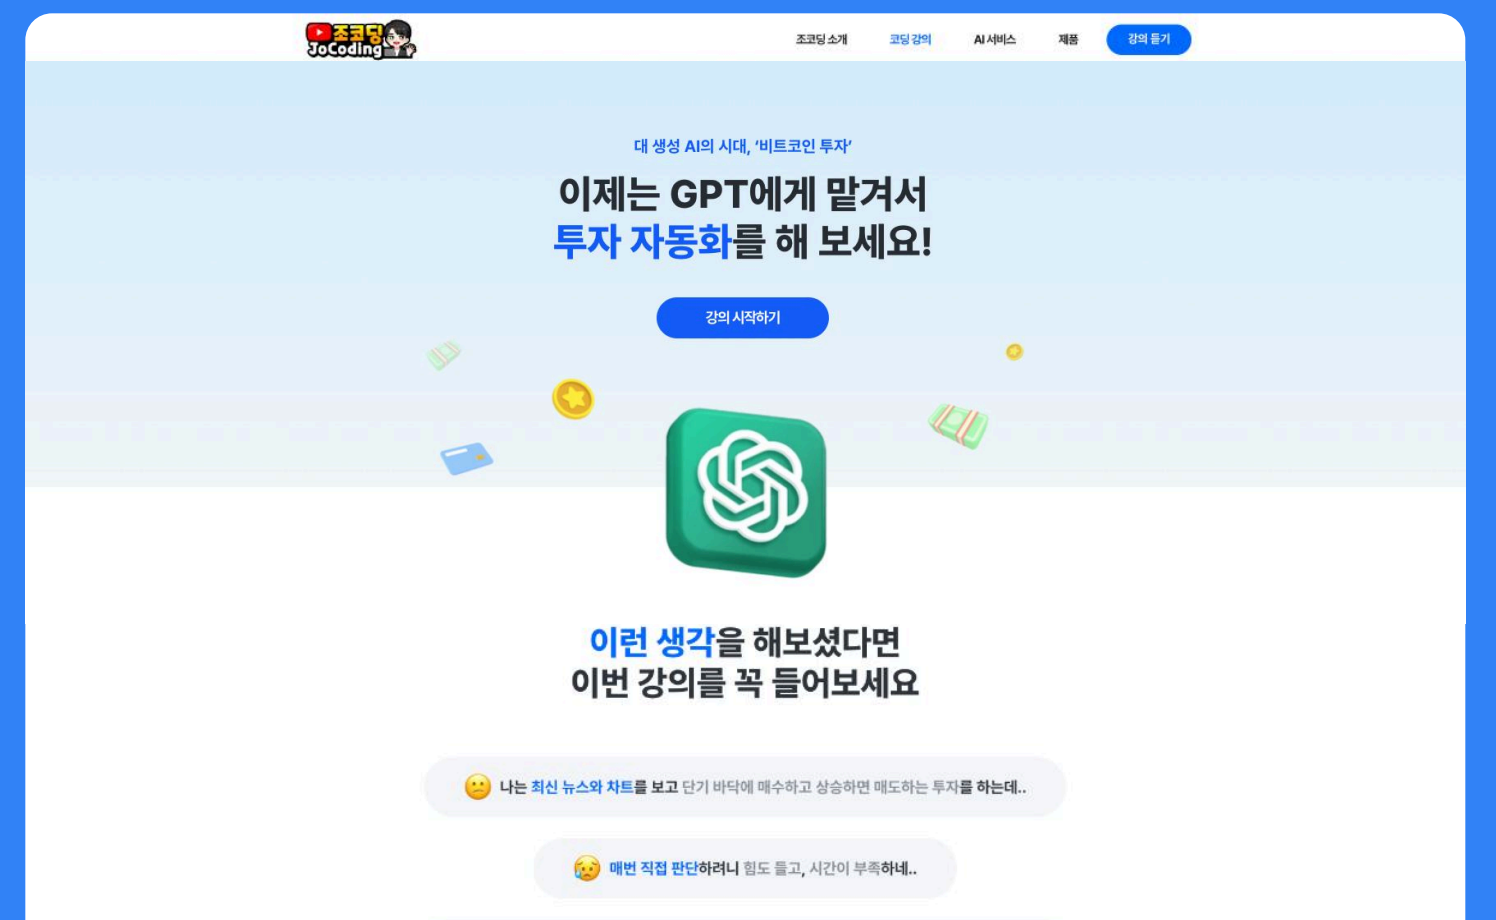 조코딩
JoCoding
조코딩 소개
코딩 강의
AI 서비스
제품
강의 듣기
대 생성 AI의 시대, ‘비트코인 투자’
이제는 GPT에게 맡겨서
투자 자동화를 해 보세요!
강의 시작하기
이런 생각을 해보셨다면
이번 강의를 꼭 들어보세요
나는 최신 뉴스와 차트를 보고 단기 바닥에 매수하고 상승하면 매도하는 투자를 하는데..
매번 직접 판단하려니 힘도 들고, 시간이 부족하네..